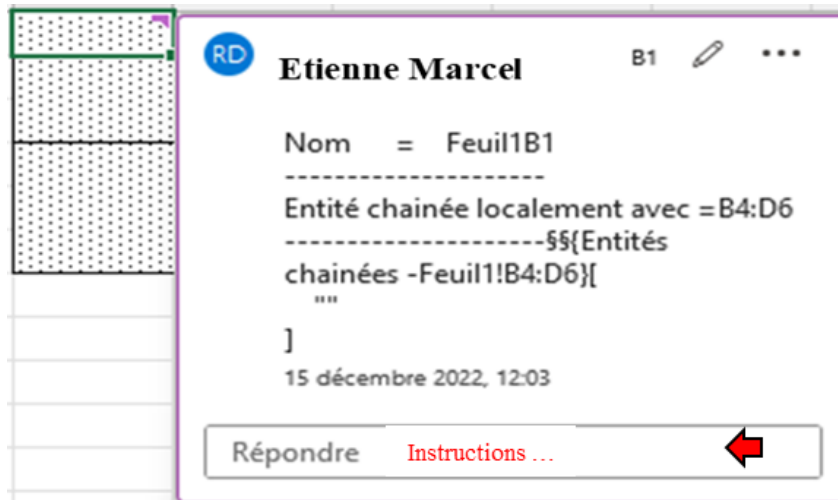 RD Etienne Marcel B1
Nom = Feuil1B1
---------------------
Entité chainée localement avec =B4:D6
---------------------§§{Entités
chainées -Feuil1!B4:D6}[
""
]
15 décembre 2022, 12:03
Répondre Instructions ...